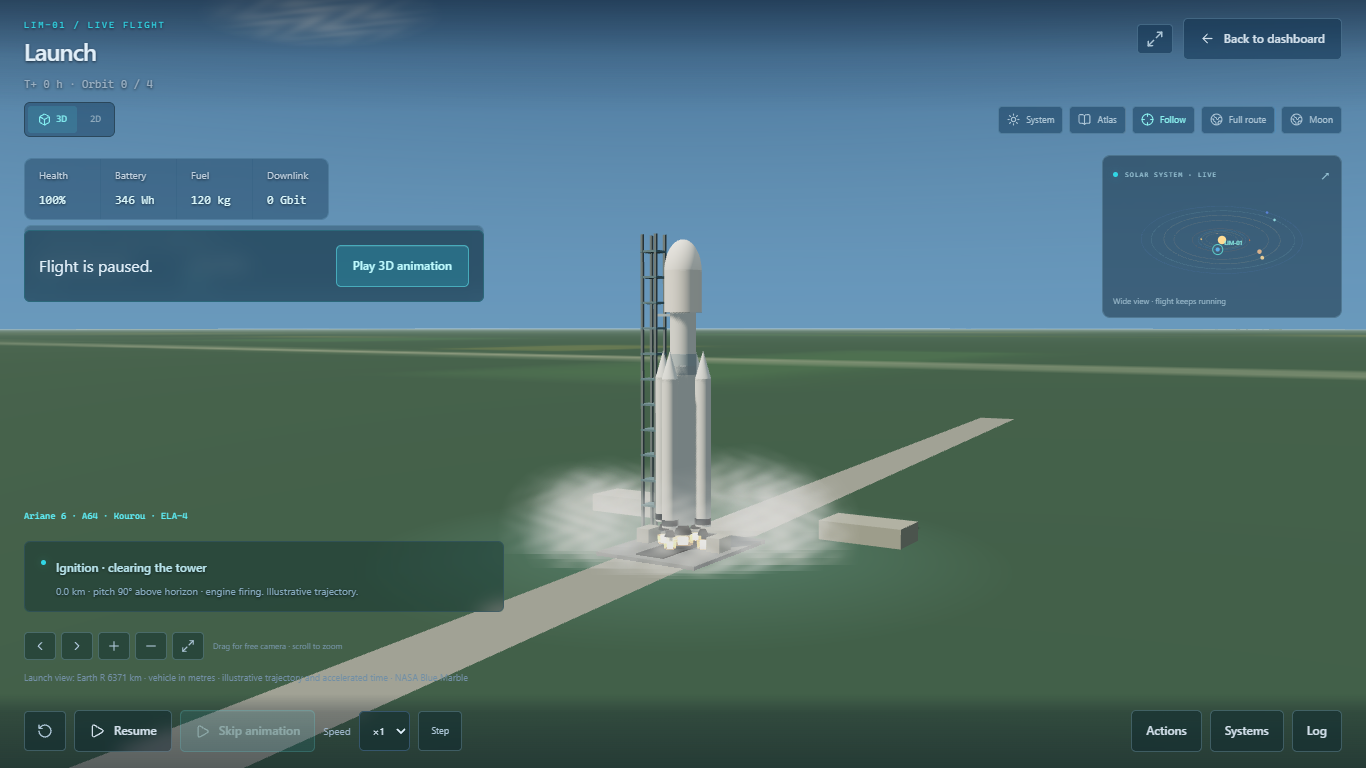 LIM-01 / LIVE FLIGHT
Launch
T+ 0 h · Orbit 0 / 4
3D 2D
Back to dashboard
System Atlas Follow Full route Moon
Health Battery Fuel Downlink
100% 346 Wh 120 kg 0 Gbit
Flight is paused.
Play 3D animation
SOLAR SYSTEM · LIVE
LIM-01
Wide view · flight keeps running
Ariane 6 · A64 · Kourou · ELA-4
Ignition · clearing the tower
0.0 km · pitch 90° above horizon · engine firing. Illustrative trajectory.
Drag for free camera · scroll to zoom
Launch view: Earth R 6371 km · vehicle in metres · illustrative trajectory and accelerated time · NASA Blue Marble
Resume Skip animation Speed ×1 Step
Actions Systems Log